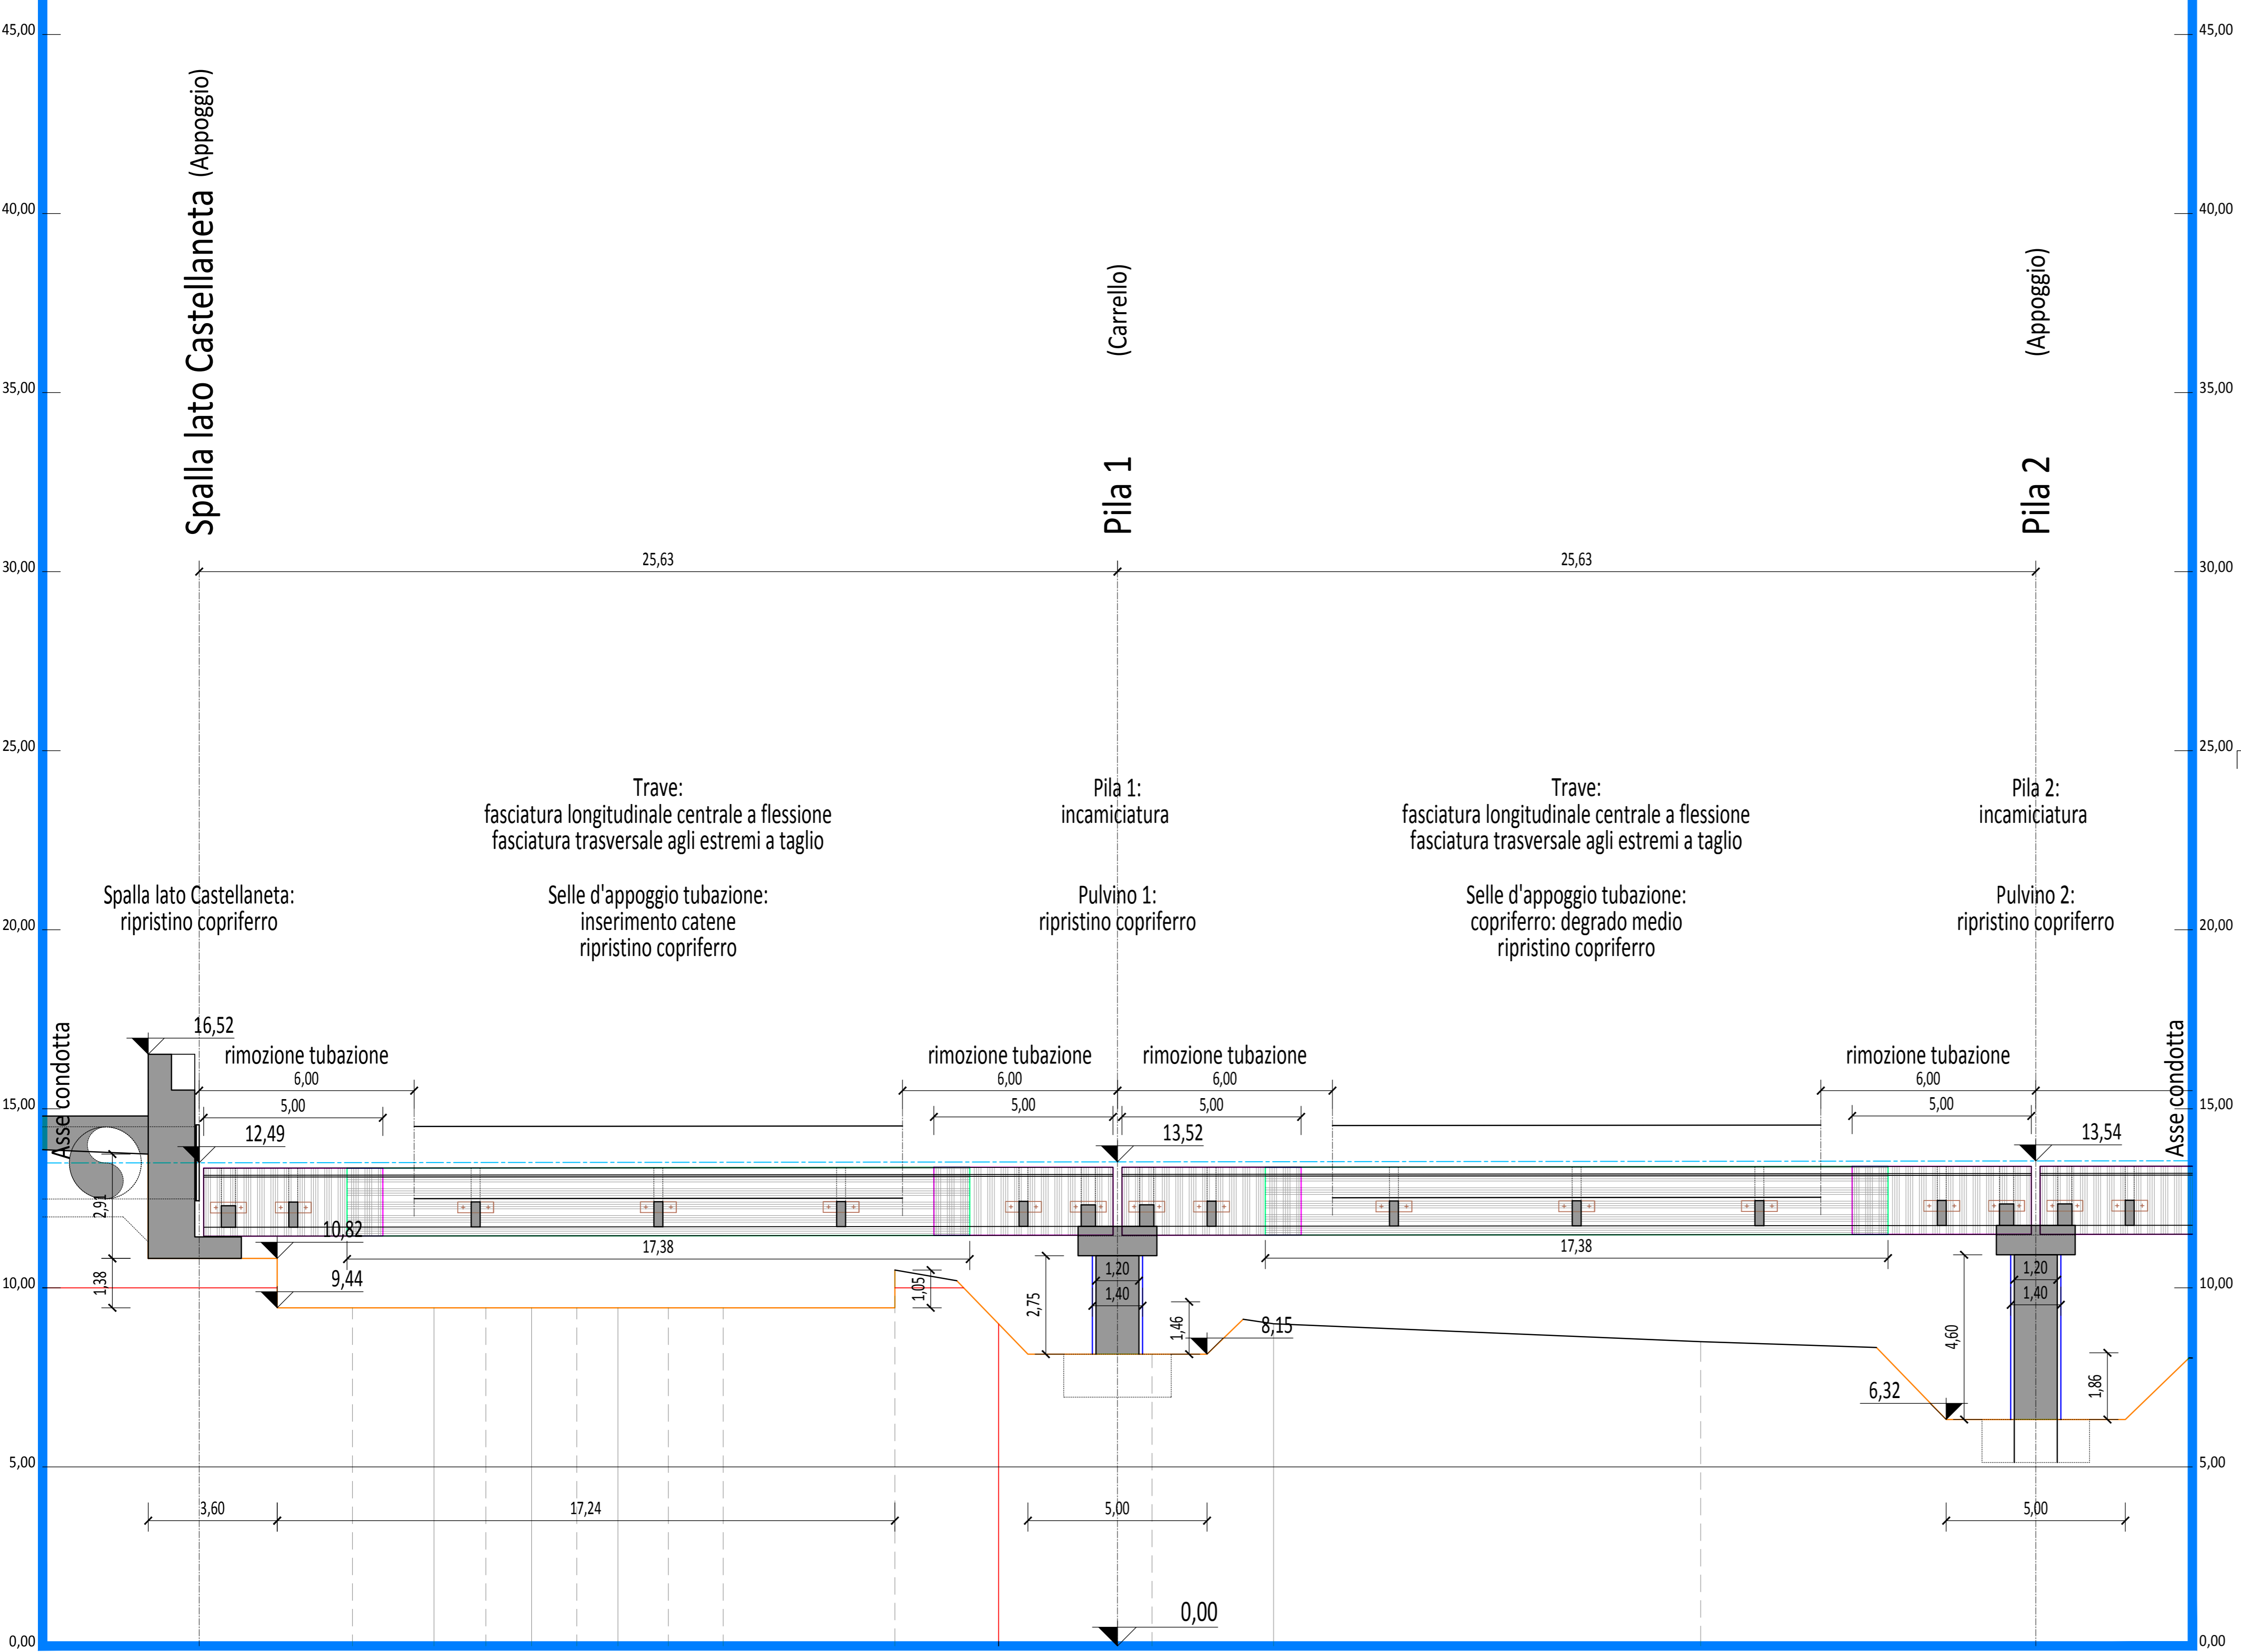 45,00
45,00
40,00
40,00
35,00
35,00
30,00
30,00
25,00
25,00
20,00
20,00
15,00
15,00
10,00
10,00
5,00
5,00
0,00
0,00
Spalla lato Castellaneta (Appoggio)
Pila 1 (Carrello)
Pila 2 (Appoggio)
25,63
25,63
Trave:
fasciatura longitudinale centrale a flessione
fasciatura trasversale agli estremi a taglio
Pila 1:
incamiciatura
Trave:
fasciatura longitudinale centrale a flessione
fasciatura trasversale agli estremi a taglio
Pila 2:
incamiciatura
Spalla lato Castellaneta:
ripristino copriferro
Selle d'appoggio tubazione:
inserimento catene
ripristino copriferro
Pulvino 1:
ripristino copriferro
Selle d'appoggio tubazione:
copriferro: degrado medio
ripristino copriferro
Pulvino 2:
ripristino copriferro
Asse condotta
Asse condotta
16,52
rimozione tubazione
rimozione tubazione
rimozione tubazione
rimozione tubazione
6,00
6,00
6,00
6,00
5,00
5,00
5,00
5,00
12,49
13,52
13,54
2,91
10,82
17,38
17,38
1,38
9,44
1,05
2,75
1,20
1,40
1,46
8,15
1,20
1,40
4,60
1,86
6,32
3,60
17,24
5,00
5,00
0,00